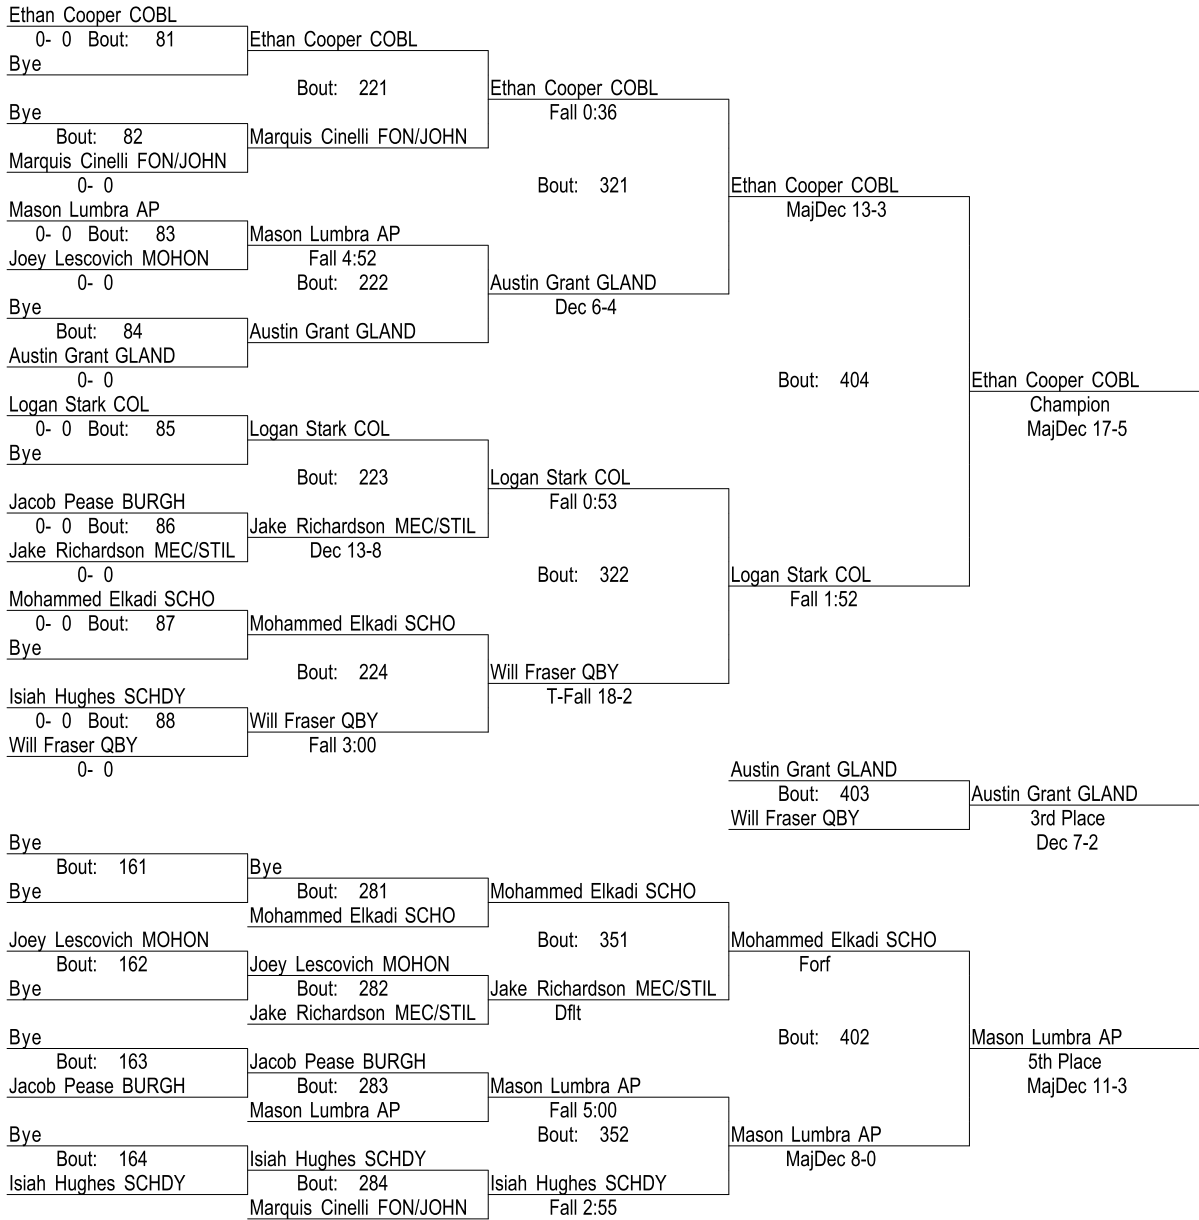 Ethan Cooper COBL
0- 0 Bout: 81
Bye
Ethan Cooper COBL
Bout: 221
Ethan Cooper COBL
Fall 0:36
Bye
Bout: 82
Marquis Cinelli FON/JOHN
Marquis Cinelli FON/JOHN
0- 0
Bout: 321
Ethan Cooper COBL
MajDec 13-3
Mason Lumbra AP
0- 0 Bout: 83
Mason Lumbra AP
Joey Lescovich MOHON
Fall 4:52
0- 0
Bout: 222
Austin Grant GLAND
Dec 6-4
Bye
Bout: 84
Austin Grant GLAND
Austin Grant GLAND
0- 0
Bout: 404
Ethan Cooper COBL
Champion
MajDec 17-5
Logan Stark COL
0- 0 Bout: 85
Logan Stark COL
Bye
Bout: 223
Logan Stark COL
Fall 0:53
Jacob Pease BURGH
0- 0 Bout: 86
Jake Richardson MEC/STIL
Jake Richardson MEC/STIL
Dec 13-8
0- 0
Bout: 322
Logan Stark COL
Fall 1:52
Mohammed Elkadi SCHO
0- 0 Bout: 87
Mohammed Elkadi SCHO
Bye
Bout: 224
Will Fraser QBY
T-Fall 18-2
Isiah Hughes SCHDY
0- 0 Bout: 88
Will Fraser QBY
Will Fraser QBY
Fall 3:00
0- 0
Austin Grant GLAND
Bout: 403
Austin Grant GLAND
Will Fraser QBY
3rd Place
Dec 7-2
Bye
Bout: 161
Bye
Bye
Bout: 281
Mohammed Elkadi SCHO
Mohammed Elkadi SCHO
Joey Lescovich MOHON
Bout: 351
Mohammed Elkadi SCHO
Forf
Bout: 162
Joey Lescovich MOHON
Bye
Bout: 282
Jake Richardson MEC/STIL
Jake Richardson MEC/STIL
Dflt
Bye
Bout: 402
Mason Lumbra AP
5th Place
MajDec 11-3
Bout: 163
Jacob Pease BURGH
Jacob Pease BURGH
Bout: 283
Mason Lumbra AP
Mason Lumbra AP
Fall 5:00
Bye
Bout: 352
Mason Lumbra AP
MajDec 8-0
Bout: 164
Isiah Hughes SCHDY
Isiah Hughes SCHDY
Bout: 284
Isiah Hughes SCHDY
Marquis Cinelli FON/JOHN
Fall 2:55